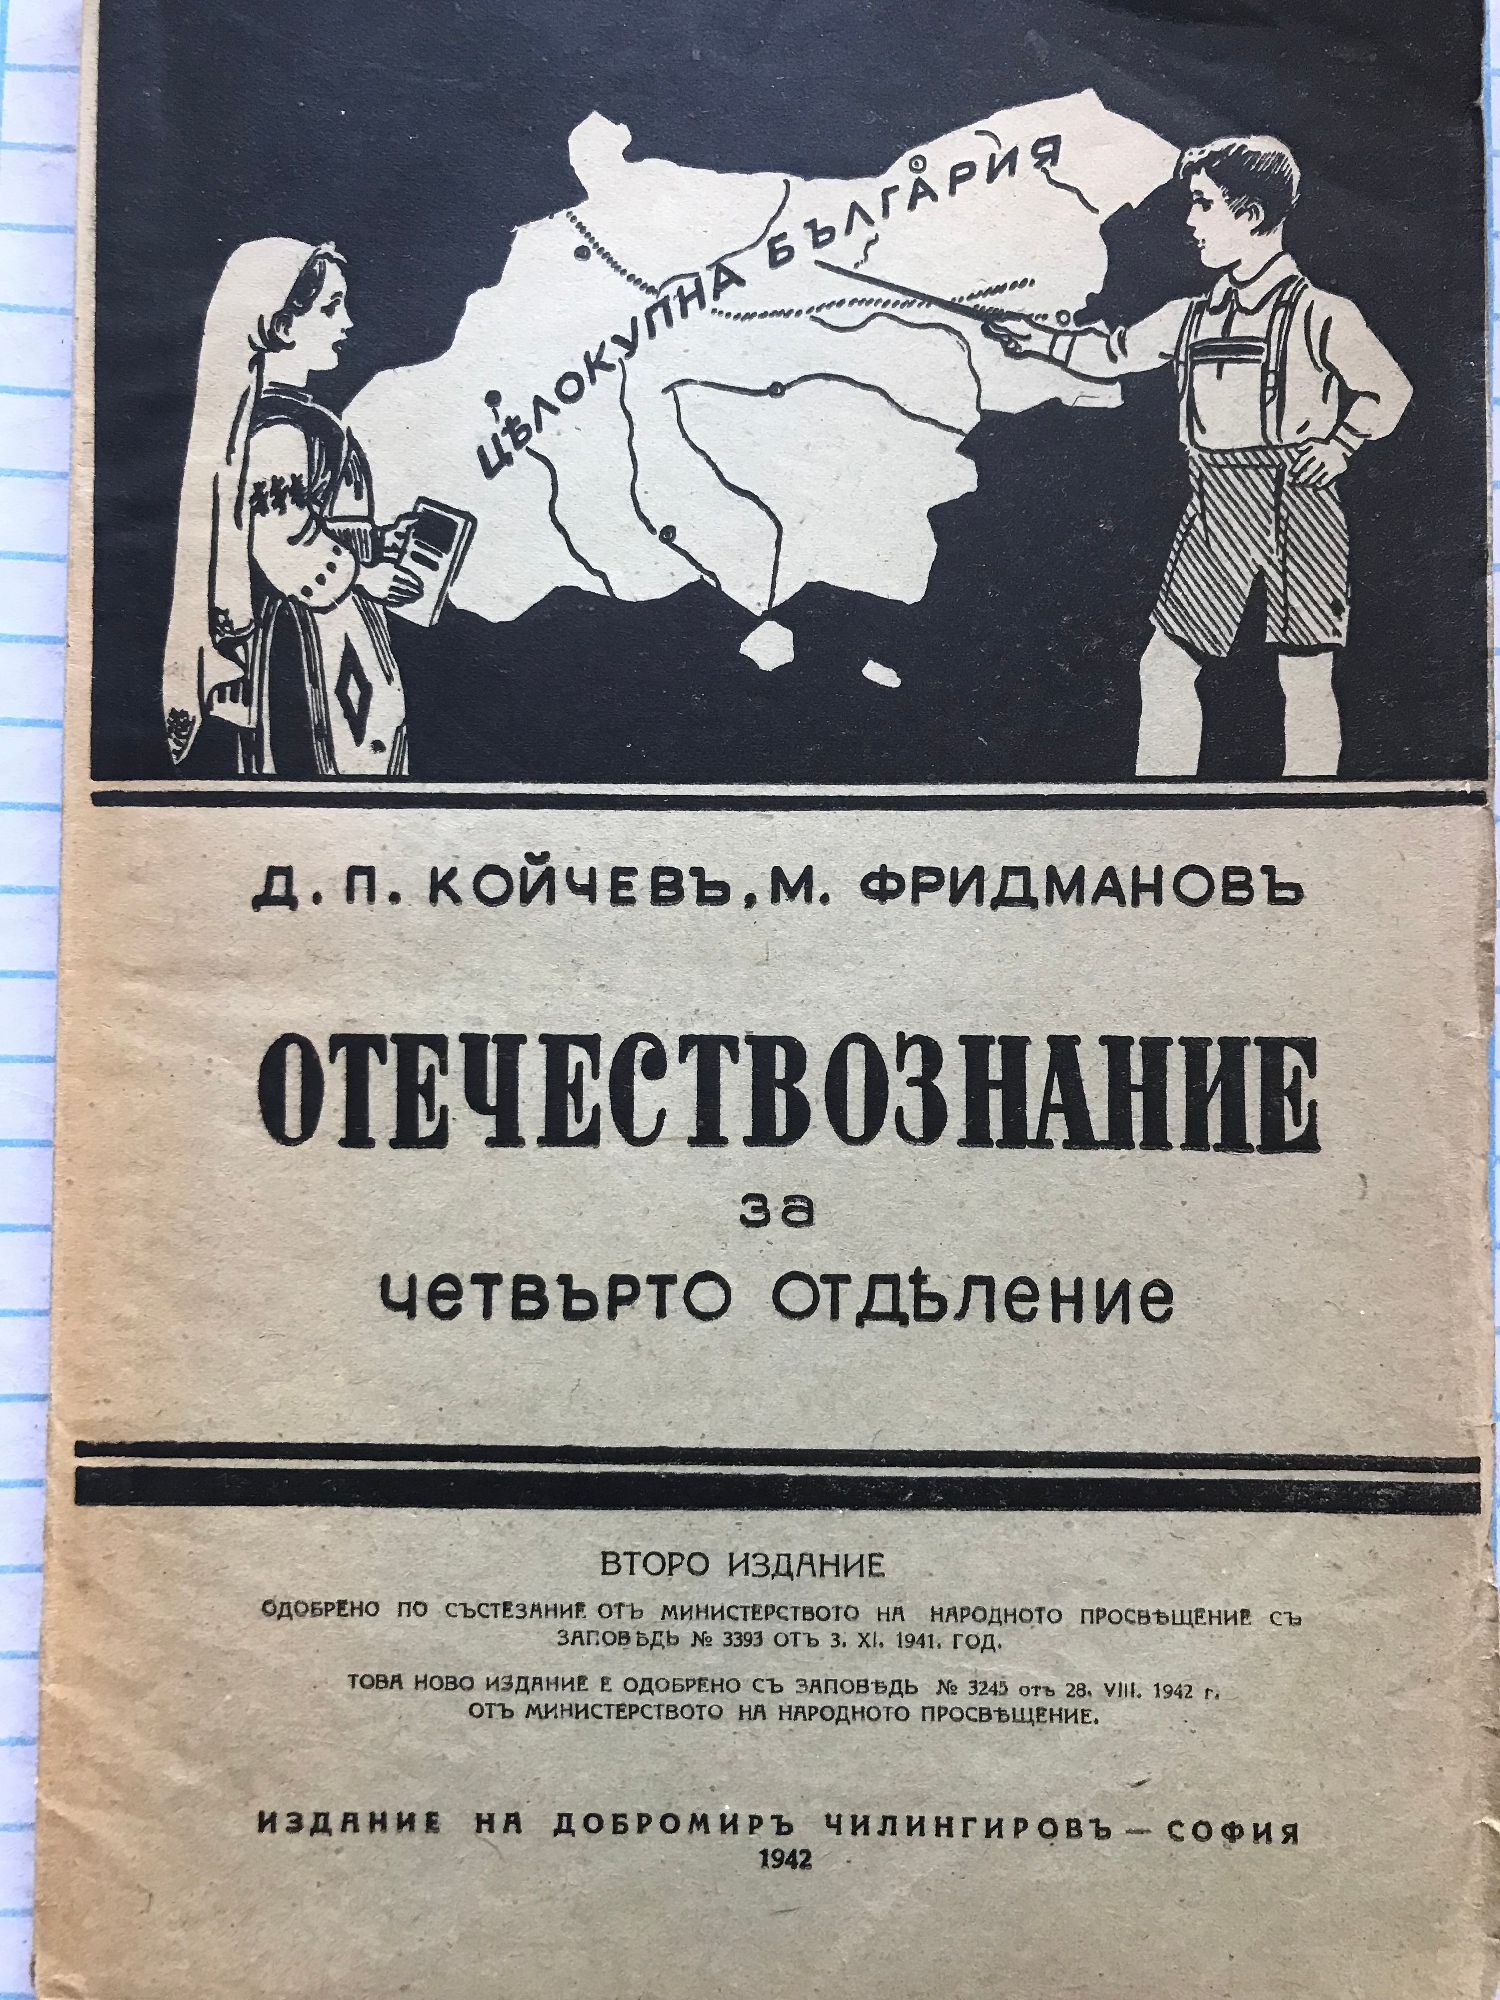 ЦѢЛОКУПНА БЪЛГАРИЯ
Д. П. КОЙЧЕВЪ, М. ФРИДМАНОВЪ
ОТЕЧЕСТВОЗНАНИЕ
за
ЧЕТВЪРТО ОТДѢЛЕНИЕ
ВТОРО ИЗДАНИЕ
ОДОБРЕНО ПО СЪСТЕЗАНИЕ ОТЪ МИНИСТЕРСТВОТО НА НАРОДНОТО ПРОСВѢЩЕНИЕ СЪ
ЗАПОВѢДЬ № 3393 ОТЪ 3. XI. 1941. ГОД.
ТОВА НОВО ИЗДАНИЕ Е ОДОБРЕНО СЪ ЗАПОВѢДЬ № 3245 отъ 28. VIII. 1942 г.
ОТЪ МИНИСТЕРСТВОТО НА НАРОДНОТО ПРОСВѢЩЕНИЕ.
ИЗДАНИЕ НА ДОБРОМИРЪ ЧИЛИНГИРОВЪ — СОФИЯ
1942